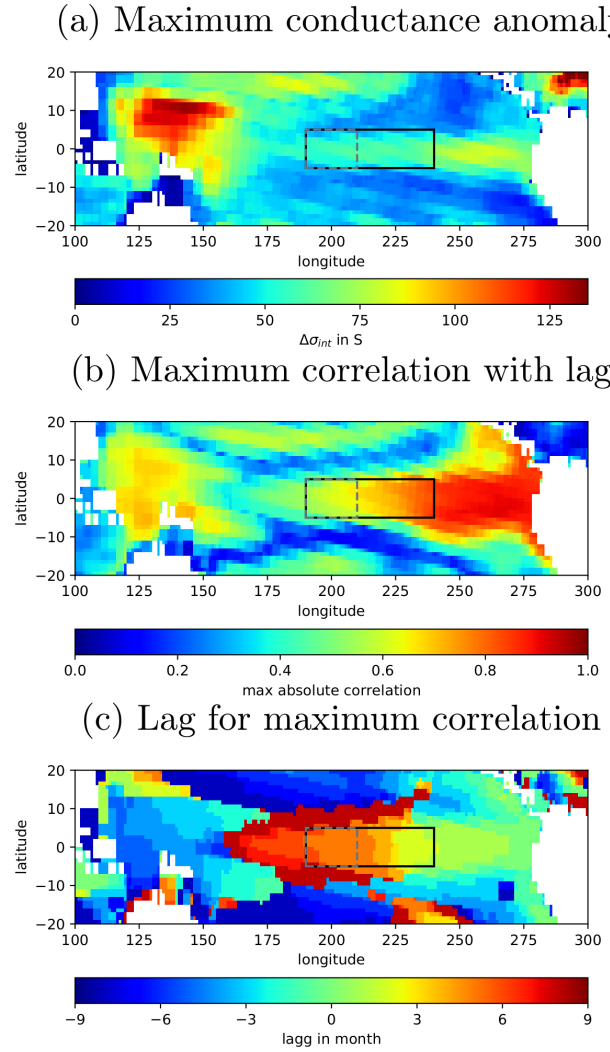 (a) Maximum conductance anomaly
20
10
0
−10
−20
latitude
100 125 150 175 200 225 250 275 300
longitude
0 25 50 75 100 125
Δσint in S
(b) Maximum correlation with lag
20
10
0
−10
−20
latitude
100 125 150 175 200 225 250 275 300
longitude
0.0 0.2 0.4 0.6 0.8 1.0
max absolute correlation
(c) Lag for maximum correlation
20
10
0
−10
−20
latitude
100 125 150 175 200 225 250 275 300
longitude
−9 −6 −3 0 3 6 9
lagg in month